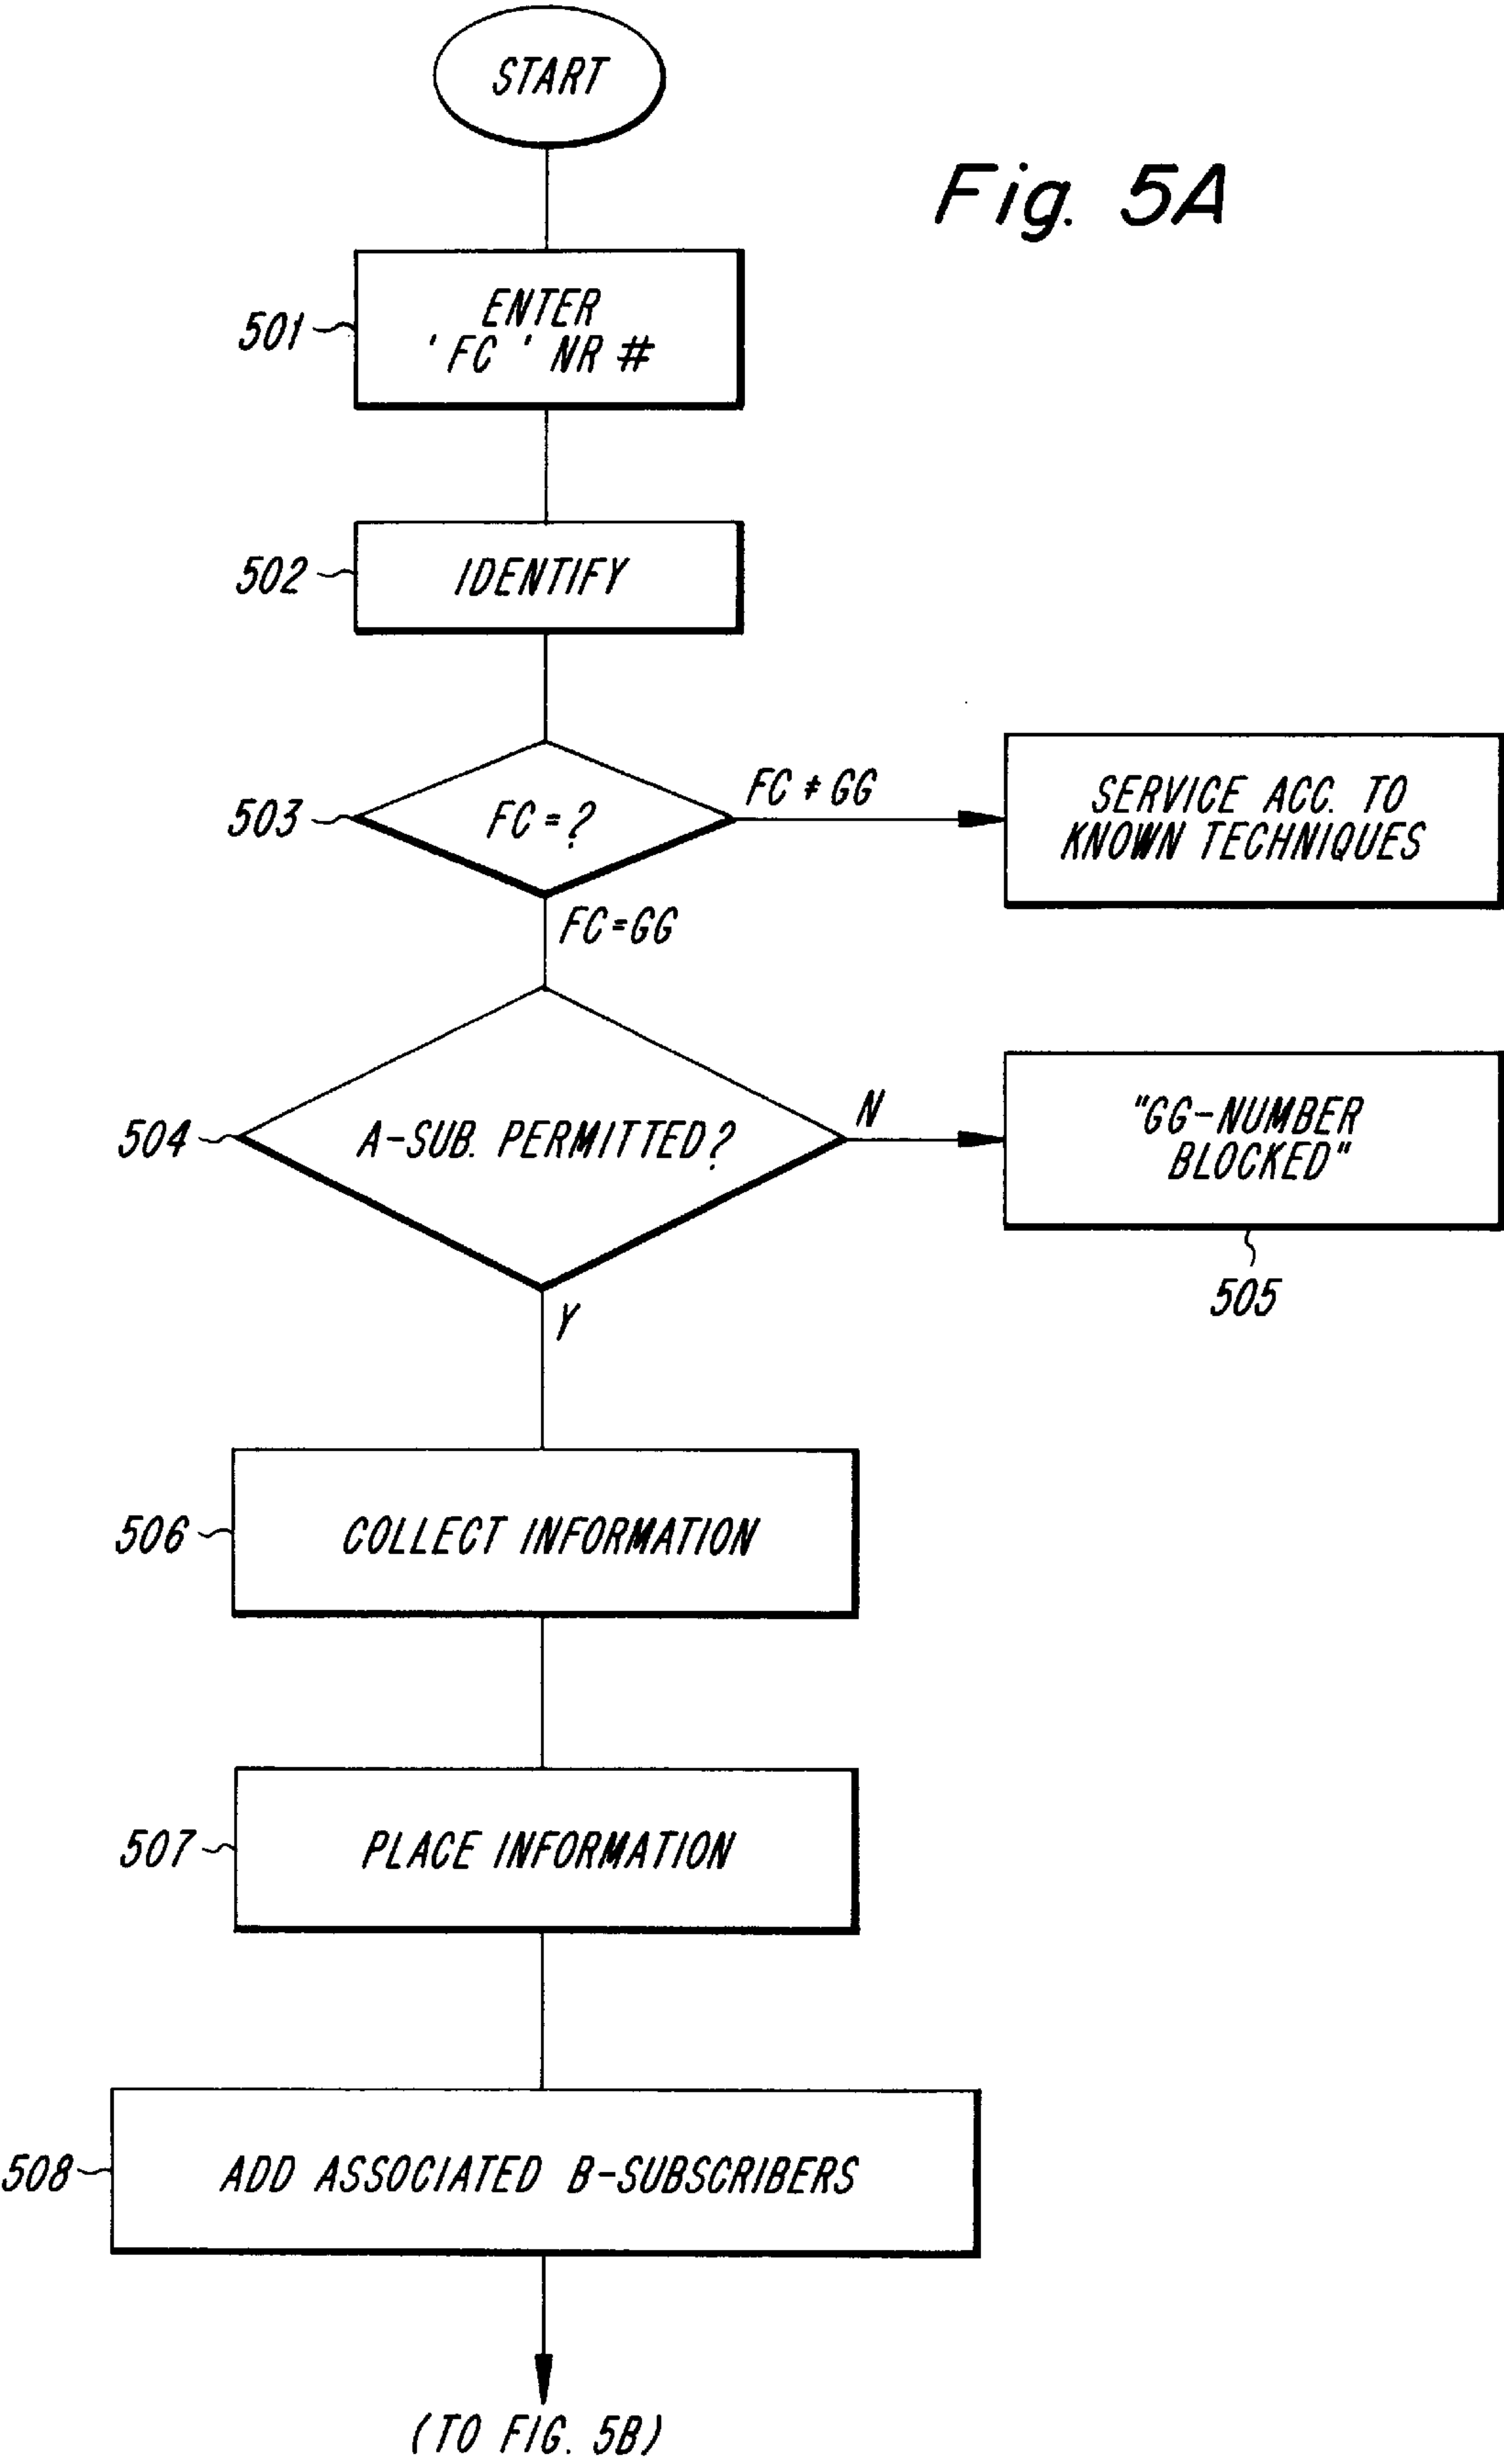 START
Fig. 5A
501
ENTER
'FC' NR #
502
IDENTIFY
503
FC=?
FC ≠ GG
SERVICE ACC. TO
KNOWN TECHNIQUES
FC=GG
504
A-SUB. PERMITTED?
N
"GG-NUMBER
BLOCKED"
505
Y
506
COLLECT INFORMATION
507
PLACE INFORMATION
508
ADD ASSOCIATED B-SUBSCRIBERS
(TO FIG. 5B)